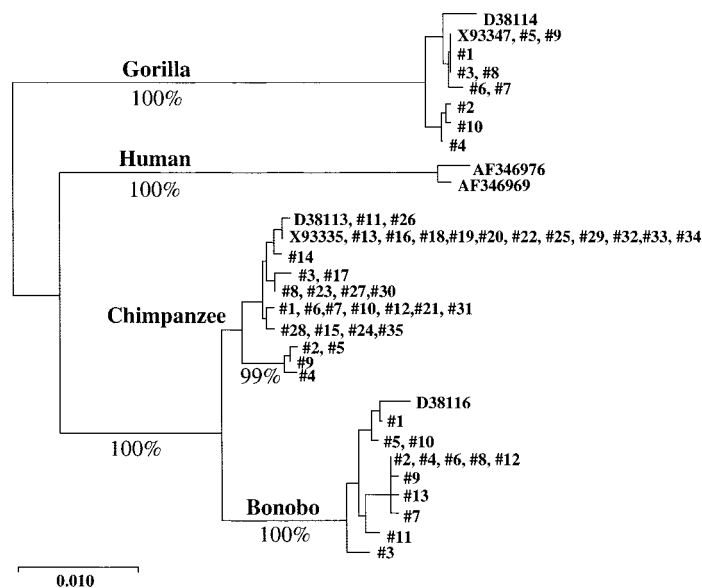 D38114
X93347, #5, #9
#1
#3, #8
#6, #7
#2
#10
#4
Gorilla
100%
Human
100%
AF346976
AF346969
D38113, #11, #26
X93335, #13, #16, #18,#19,#20, #22, #25, #29, #32,#33, #34
#14
#3, #17
#8, #23, #27,#30
#1, #6,#7, #10, #12,#21, #31
#28, #15, #24,#35
#2, #5
#9
#4
Chimpanzee
99%
100%
D38116
#1
#5, #10
#2, #4, #6, #8, #12
#9
#13
#7
#11
#3
Bonobo
100%
0.010